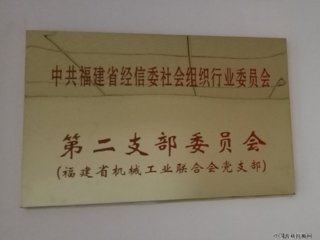 中共福建省经信委社会组织行业委员会
第二支部委员会
(福建省机械工业联合会党支部)